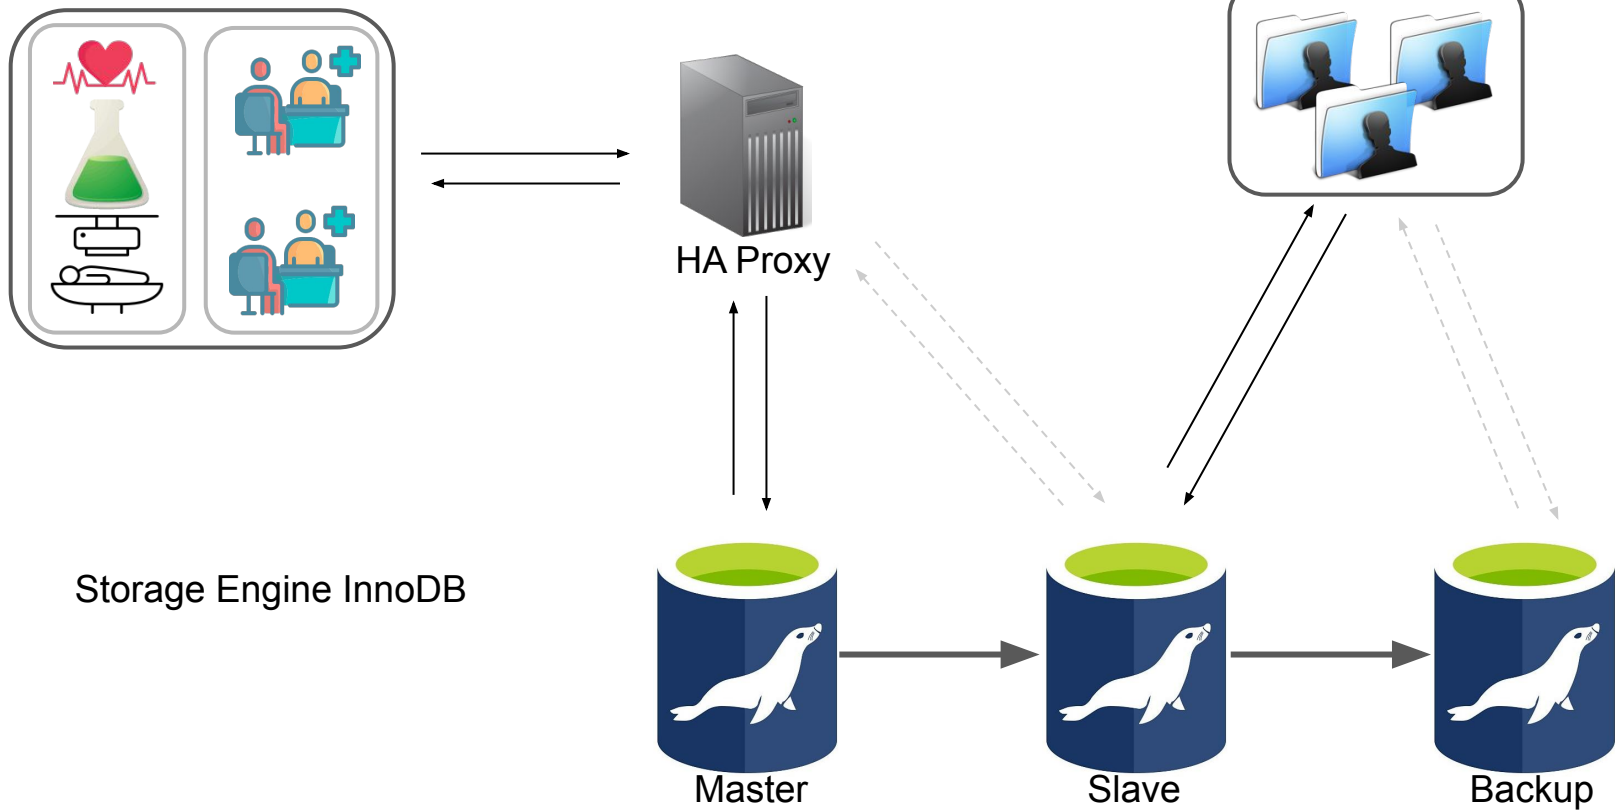 HA Proxy
Storage Engine InnoDB
Master
Slave
Backup